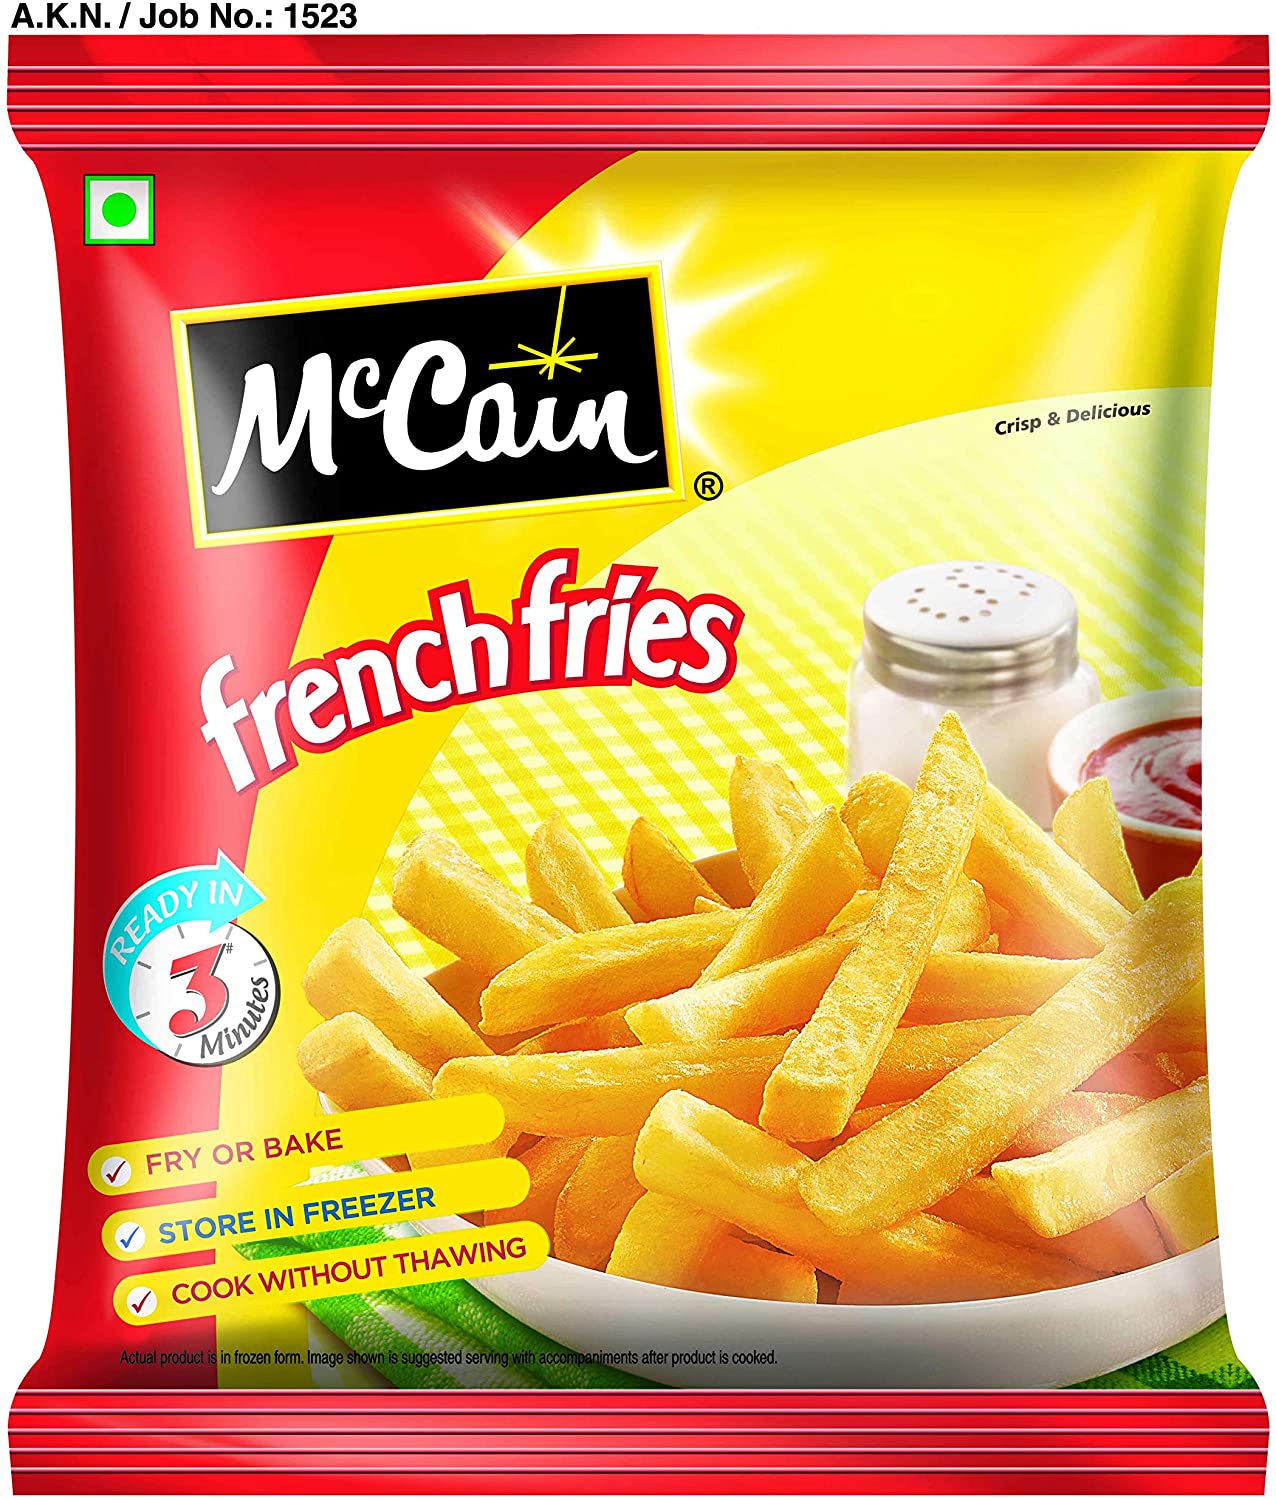 A.K.N. / Job No.: 1523
McCain
®
Crisp & Delicious
french fries
READY IN
3#
Minutes
FRY OR BAKE
STORE IN FREEZER
COOK WITHOUT THAWING
Actual product is in frozen form. Image shown is suggested serving with accompaniments after product is cooked.